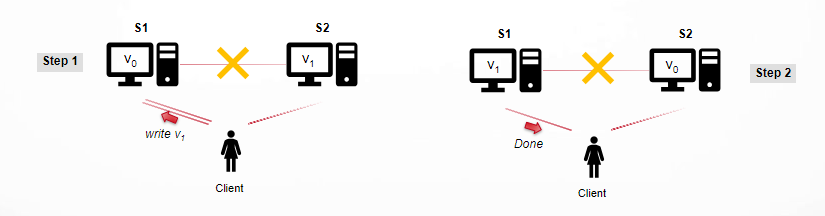 S1
S2
Step 1
V0
V1
write v1
Client
S1
S2
V1
V0
Step 2
Done
Client